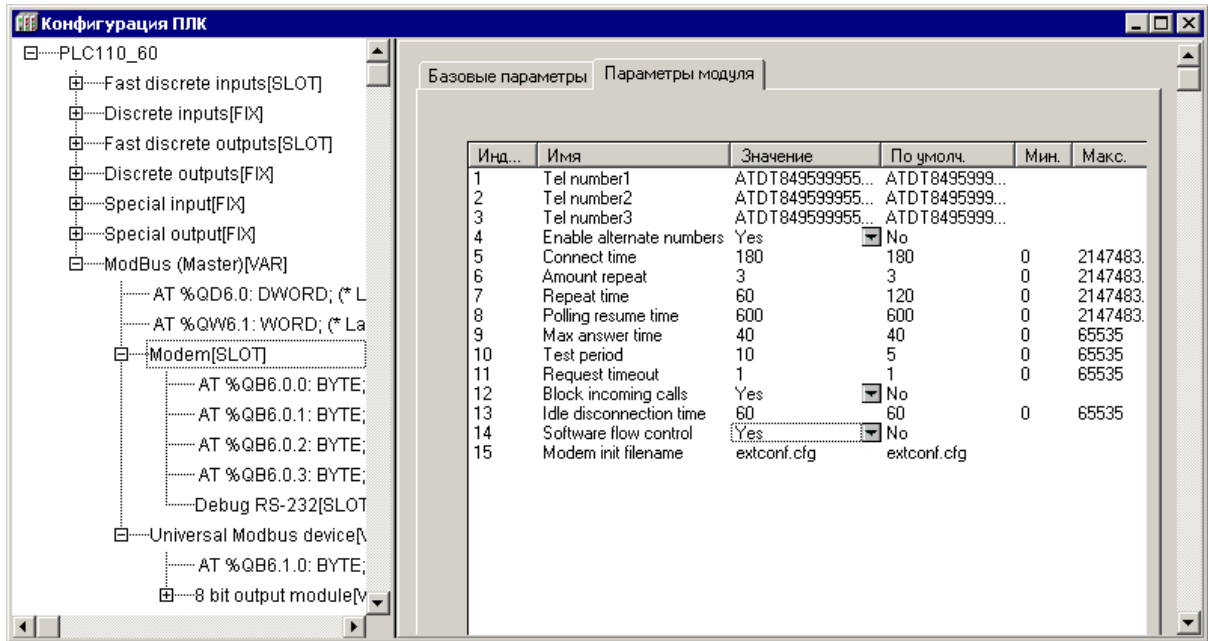 Конфигурация ПЛК
PLC110_60
Fast discrete inputs[SLOT]
Discrete inputs[FIX]
Fast discrete outputs[SLOT]
Discrete outputs[FIX]
Special input[FIX]
Special output[FIX]
ModBus (Master)[VAR]
AT %QD6.0: DWORD; (* L
AT %QW6.1: WORD; (* La
Modem[SLOT]
AT %QB6.0.0: BYTE;
AT %QB6.0.1: BYTE;
AT %QB6.0.2: BYTE;
AT %QB6.0.3: BYTE;
Debug RS-232[SLOT
Universal Modbus device[V
AT %QB6.1.0: BYTE;
8 bit output module[V
Базовые параметры Параметры модуля
Инд... Имя Значение По умолч. Мин. Макс.
1 Tel number1 ATDT849599955... ATDT8495999...
2 Tel number2 ATDT849599955... ATDT8495999...
3 Tel number3 ATDT849599955... ATDT8495999...
4 Enable alternate numbers Yes No
5 Connect time 180 180 0 2147483.
6 Amount repeat 3 3 0 2147483.
7 Repeat time 60 120 0 2147483.
8 Polling resume time 600 600 0 2147483.
9 Max answer time 40 40 0 65535
10 Test period 10 5 0 65535
11 Request timeout 1 1 0 65535
12 Block incoming calls Yes No
13 Idle disconnection time 60 60 0 65535
14 Software flow control Yes No
15 Modem init filename extconf.cfg extconf.cfg